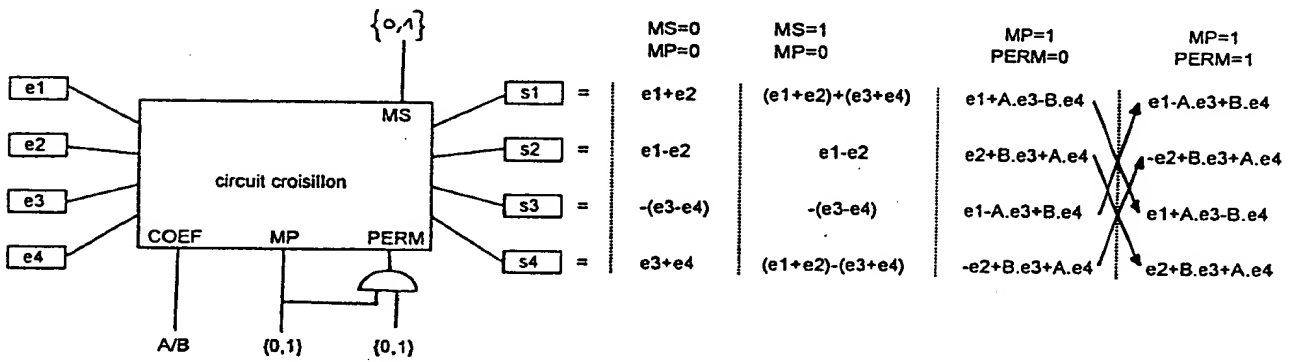 {0,1}
MS=0 MS=1 MP=1 MP=1
MP=0 MP=0 PERM=0 PERM=1
e1 s1 = e1+e2 (e1+e2)+(e3+e4) e1+A.e3-B.e4 e1-A.e3+B.e4
MS
e2 s2 = e1-e2 e1-e2 e2+B.e3+A.e4 -e2+B.e3+A.e4
circuit croisillon
e3 s3 = -(e3-e4) -(e3-e4) e1-A.e3+B.e4 e1+A.e3-B.e4
COEF MP PERM
e4 s4 = e3+e4 (e1+e2)-(e3+e4) -e2+B.e3+A.e4 e2+B.e3+A.e4
A/B {0,1} {0,1}